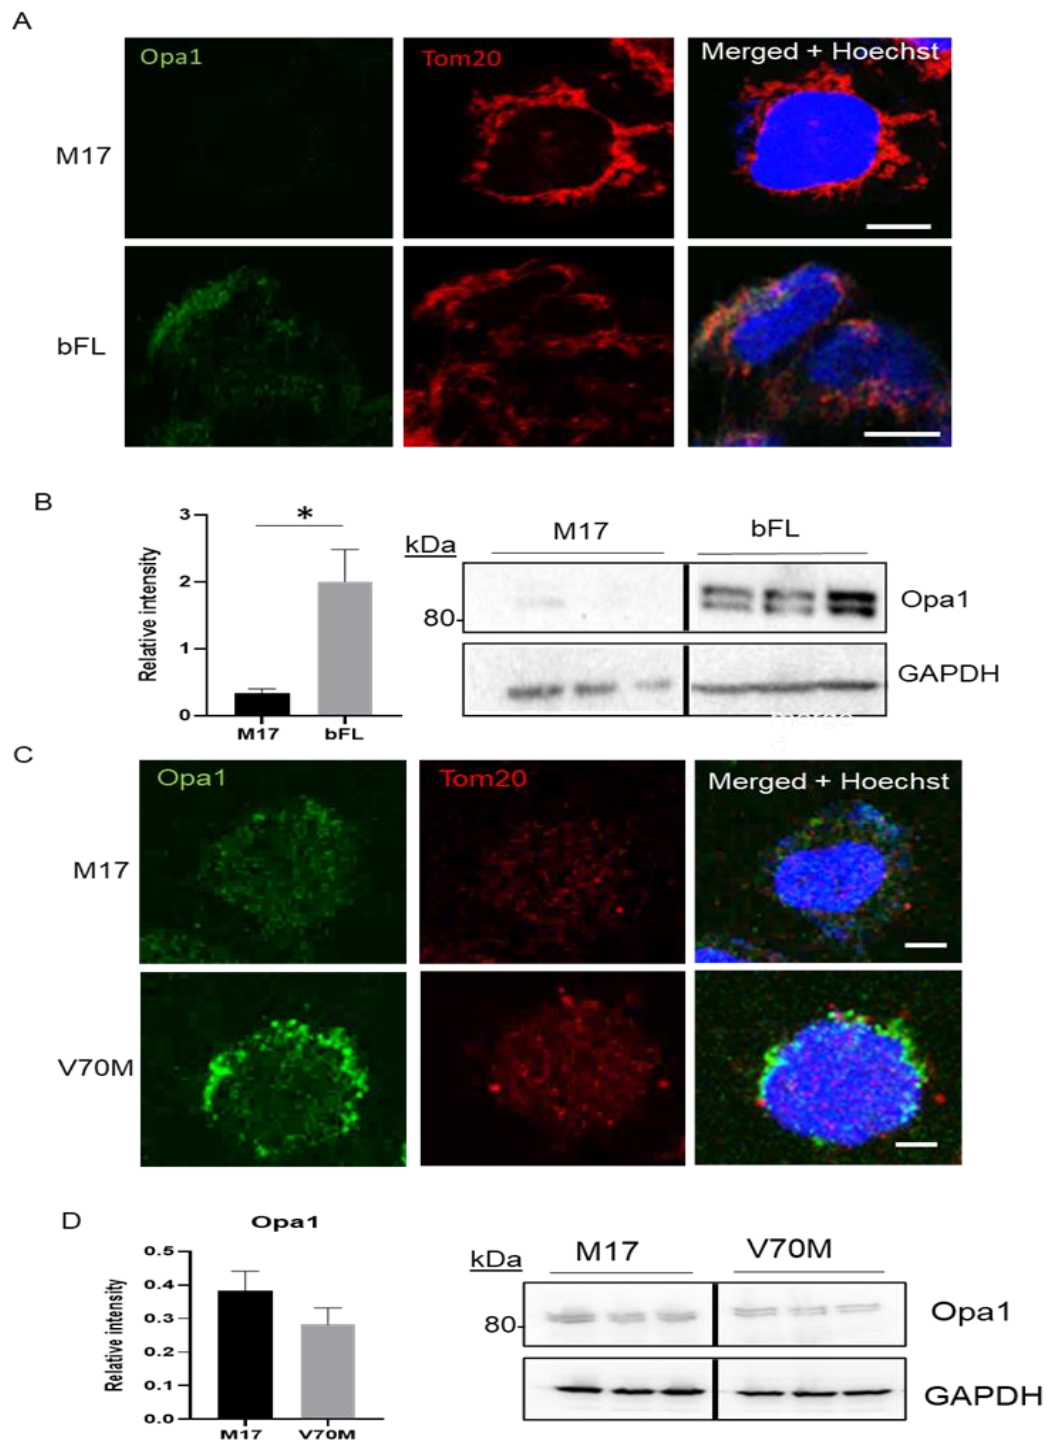 A
Opa1 Tom20 Merged + Hoechst
M17
bFL
B
3
2
1
0
Relative intensity
*
M17 bFL
kDa M17 bFL
80
Opa1
GAPDH
C
Opa1 Tom20 Merged + Hoechst
M17
V70M
D
Opa1
0.5
0.4
0.3
0.2
0.1
0.0
Relative intensity
M17 V70M
kDa M17 V70M
80
Opa1
GAPDH